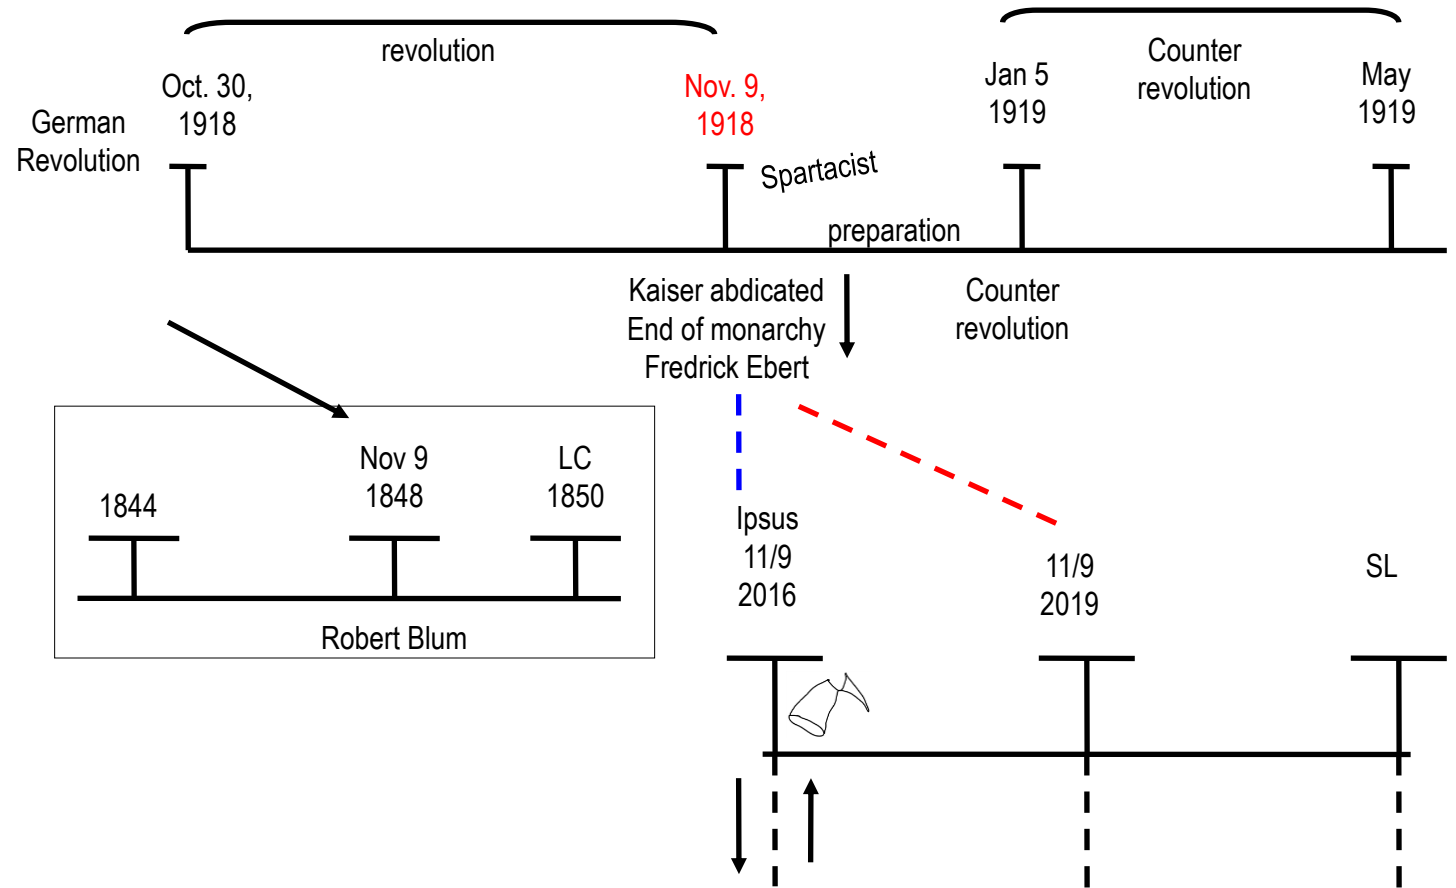 revolution
Counter
revolution
Oct. 30,
1918
Nov. 9,
1918
Jan 5
1919
May
1919
German
Revolution
Spartacist
preparation
Kaiser abdicated
End of monarchy
Fredrick Ebert
Counter
revolution
1844
Nov 9
1848
LC
1850
Robert Blum
Ipsus
11/9
2016
11/9
2019
SL